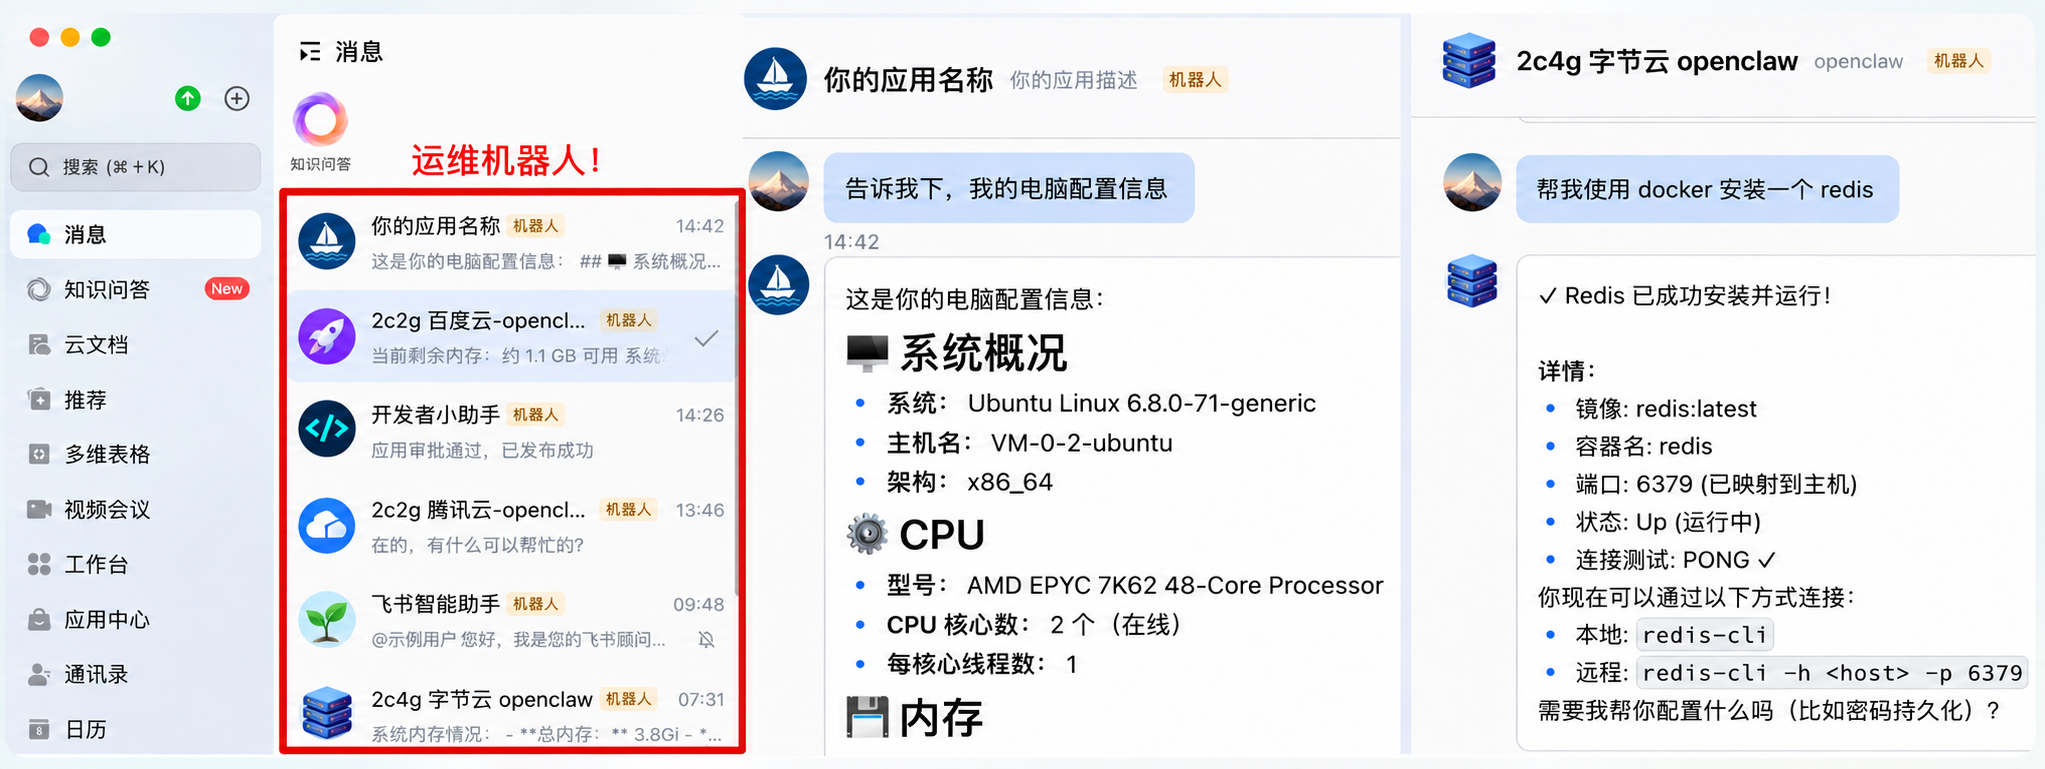 搜索 (⌘+K)
消息
知识问答
New
云文档
推荐
多维表格
视频会议
工作台
应用中心
通讯录
8
日历
消息
知识问答
运维机器人!
你的应用名称 机器人 14:42
这是你的电脑配置信息： ## 🖥️ 系统概况...
2c2g 百度云-opencl... 机器人
当前剩余内存：约 1.1 GB 可用 系统
开发者小助手 机器人 14:26
应用审批通过，已发布成功
2c2g 腾讯云-opencl... 机器人 13:46
在的，有什么可以帮忙的?
飞书智能助手 机器人 09:48
@示例用户 您好，我是您的飞书顾问...
2c4g 字节云 openclaw 机器人 07:31
系统内存情况： - **总内存：** 3.8Gi - *...
你的应用名称 你的应用描述 机器人
告诉我下，我的电脑配置信息
14:42
这是你的电脑配置信息：
🖥️ 系统概况
• 系统： Ubuntu Linux 6.8.0-71-generic
• 主机名： VM-0-2-ubuntu
• 架构： x86_64
⚙️ CPU
• 型号： AMD EPYC 7K62 48-Core Processor
• CPU 核心数： 2 个（在线）
• 每核心线程数： 1
💾 内存
2c4g 字节云 openclaw openclaw 机器人
帮我使用 docker 安装一个 redis
✓ Redis 已成功安装并运行！
详情：
• 镜像: redis:latest
• 容器名: redis
• 端口: 6379 (已映射到主机)
• 状态: Up (运行中)
• 连接测试: PONG ✓
你现在可以通过以下方式连接：
• 本地: redis-cli
• 远程: redis-cli -h <host> -p 6379
需要我帮你配置什么吗（比如密码持久化）?